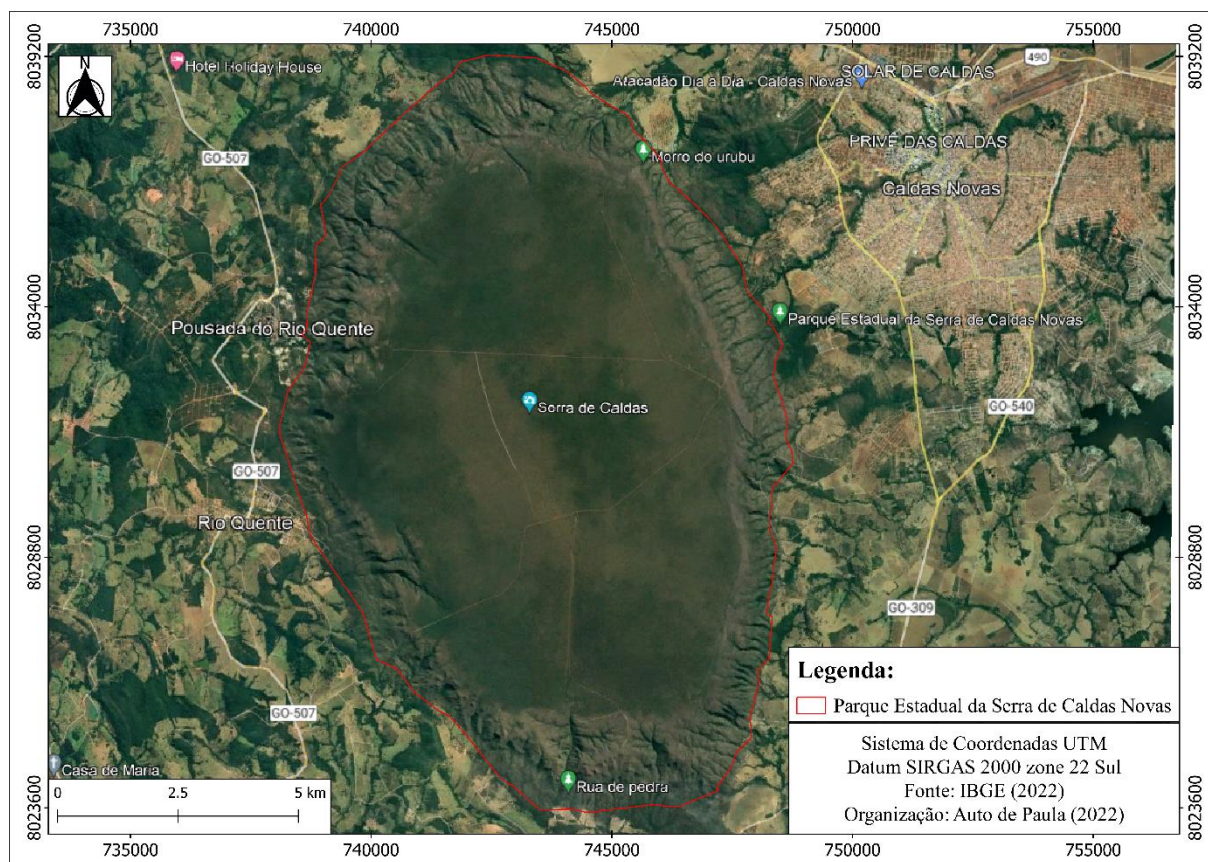 735000 740000 745000 750000 755000
8039200
8039200
N
Hotel Holiday House
SOLAR DE CALDAS
490
Atacadão Dia a Dia - Caldas Novas
GO-507
Morro do urubu
PRIVÊ DAS CALDAS
Caldas Novas
8034000
8034000
Pousada do Rio Quente
Parque Estadual da Serra de Caldas Novas
Serra de Caldas
GO-540
GO-507
Rio Quente
8028800
8028800
GO-309
Legenda:
Parque Estadual da Serra de Caldas Novas
GO-507
Sistema de Coordenadas UTM
Datum SIRGAS 2000 zone 22 Sul
Fonte: IBGE (2022)
Organização: Auto de Paula (2022)
Casa de Maria
Rua de pedra
0 2.5 5 km
8023600
8023600
735000 740000 745000 750000 755000